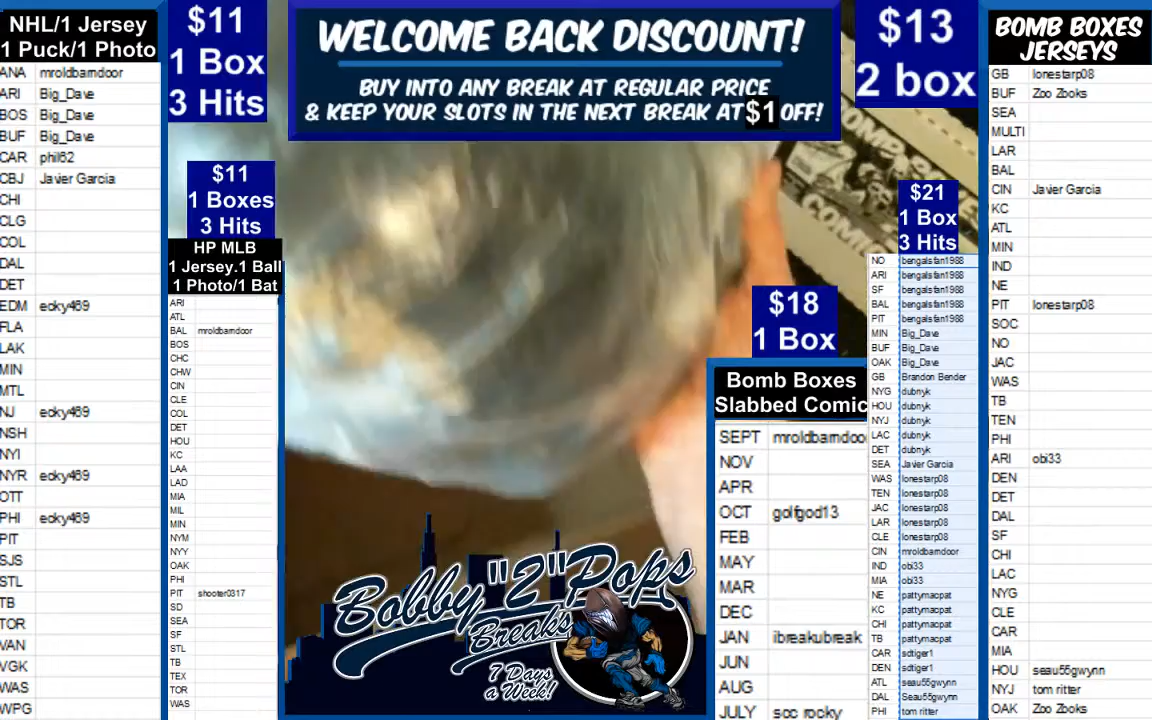 NHL/1 Jersey
1 Puck/1 Photo
ANA mroldbarndoor
ARI Big_Dave
BOS Big_Dave
BUF Big_Dave
CAR phil62
CBJ Javier Garcia
CHI
CLG
COL
DAL
DET
EDM ecky469
FLA
LAK
MIN
MTL
NJ ecky469
NSH
NYI
NYR ecky469
OTT
PHI ecky469
PIT
SJS
STL
TB
TOR
VAN
VGK
WAS
WPG
$11
1 Box
3 Hits
$11
1 Boxes
3 Hits
HP MLB
1 Jersey.1 Ball
1 Photo/1 Bat
ARI
ATL
BAL mroldbarndoor
BOS
CHC
CHW
CIN
CLE
COL
DET
HOU
KC
LAA
LAD
MIA
MIL
MIN
NYM
NYY
OAK
PHI
PIT shooter0317
SD
SEA
SF
STL
TB
TEX
TOR
WAS
WELCOME BACK DISCOUNT!
BUY INTO ANY BREAK AT REGULAR PRICE
& KEEP YOUR SLOTS IN THE NEXT BREAK AT $1 OFF!
COMIC
Bobby "2" Pops
Breaks
7 Days
a Week!
$18
1 Box
Bomb Boxes
Slabbed Comic
SEPT mroldbarndoo
NOV
APR
OCT golfgod13
FEB
MAY
MAR
DEC
JAN ibreakubreak
JUN
AUG
JULY scc rocky
$13
2 box
$21
1 Box
3 Hits
NO bengalsfan1988
ARI bengalsfan1988
SF bengalsfan1988
BAL bengalsfan1988
PIT bengalsfan1988
MIN Big_Dave
BUF Big_Dave
OAK Big_Dave
GB Brandon Bender
NYG dubnyk
HOU dubnyk
NYJ dubnyk
LAC dubnyk
DET dubnyk
SEA Javier Garcia
WAS lonestarp08
TEN lonestarp08
JAC lonestarp08
LAR lonestarp08
CLE lonestarp08
CIN mroldbarndoor
IND obi33
MIA obi33
NE pattymacpat
KC pattymacpat
CHI pattymacpat
TB pattymacpat
CAR sdtiger1
DEN sdtiger1
ATL seau55gwynn
DAL Seau55gwynn
PHI tom ritter
BOMB BOXES
JERSEYS
GB lonestarp08
BUF Zoo Zboks
SEA
MULTI
LAR
BAL
CIN Javier Garcia
KC
ATL
MIN
IND
NE
PIT lonestarp08
SOC
NO
JAC
WAS
TB
TEN
PHI
ARI obi33
DEN
DET
DAL
SF
CHI
LAC
NYG
CLE
CAR
MIA
HOU seau55gwynn
NYJ tom ritter
OAK Zoo Zboks